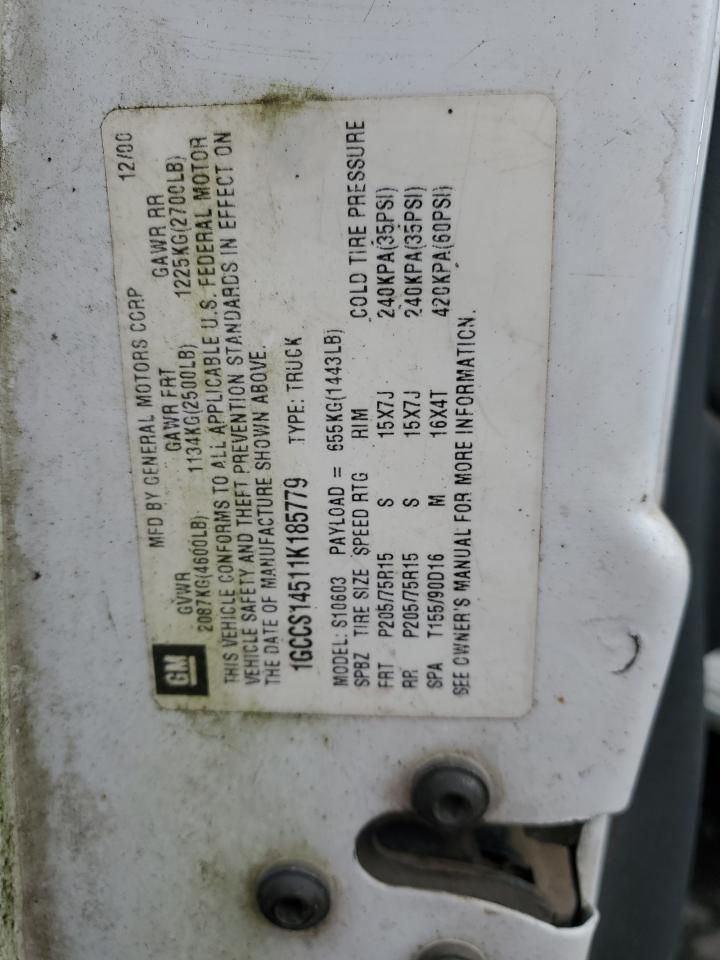 GM
MFD BY GENERAL MOTORS CORP 12/00
GVWR GAWR FRT GAWR RR
2087KG(4600LB) 1134KG(2500LB) 1225KG(2700LB)
THIS VEHICLE CONFORMS TO ALL APPLICABLE U.S. FEDERAL MOTOR
VEHICLE SAFETY AND THEFT PREVENTION STANDARDS IN EFFECT ON
THE DATE OF MANUFACTURE SHOWN ABOVE.
1GCCS14511K185779 TYPE: TRUCK
MODEL: S10603 PAYLOAD = 655KG(1443LB)
SPBZ TIRE SIZE SPEED RTG RIM COLD TIRE PRESSURE
FRT P205/75R15 S 15X7J 240KPA(35PSI)
RR P205/75R15 S 15X7J 240KPA(35PSI)
SPA T155/90D16 M 16X4T 420KPA(60PSI)
SEE OWNER'S MANUAL FOR MORE INFORMATION.